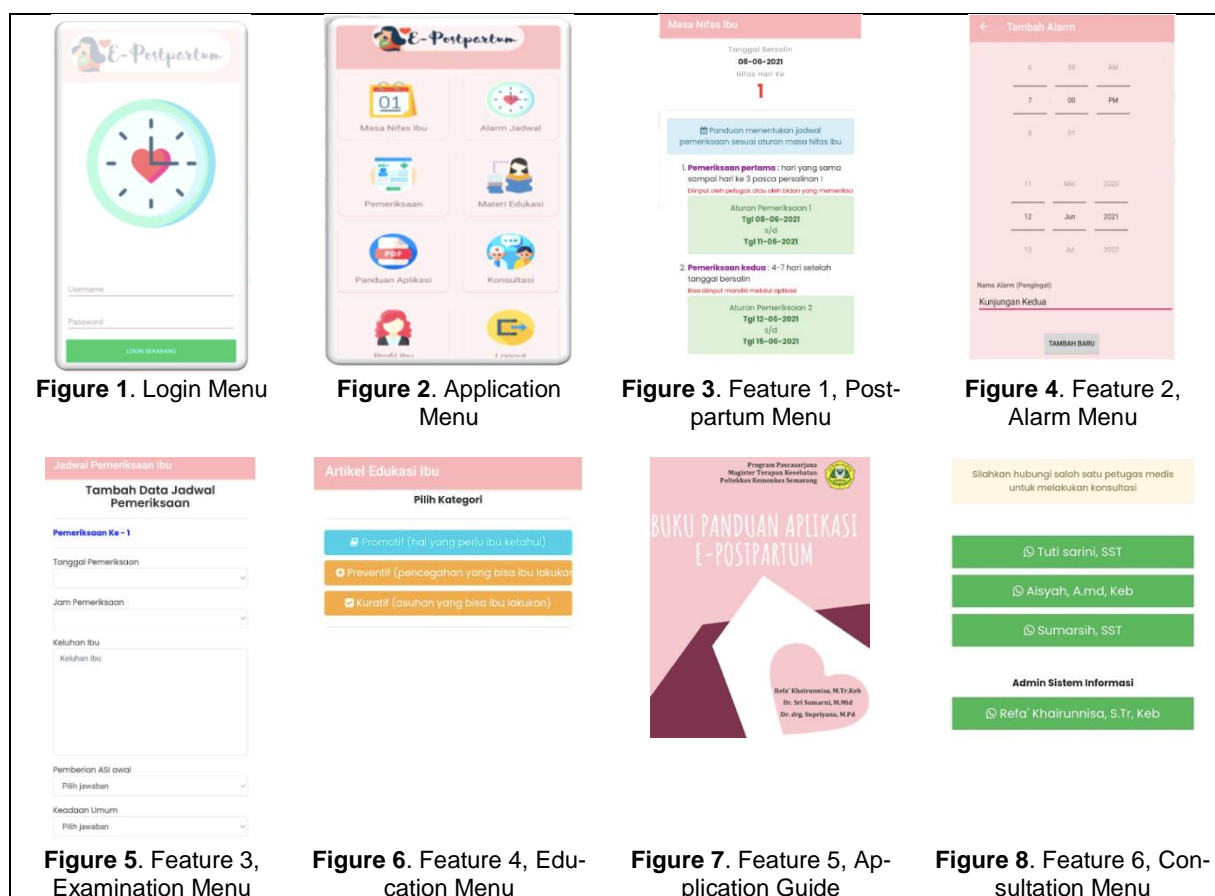 E-Postpartum
Username
Password
LOGIN SEKARANG
Figure 1. Login Menu
E-Postpartum
01
Masa Nifas Ibu
Alarm Jadwal
Pemeriksaan
Materi Edukasi
PDF
Panduan Aplikasi
Konsultasi
Profil Ibu
Logout
Figure 2. Application
Menu
Masa Nifas Ibu
Tanggal Bersalin
08-06-2021
Nifas Hari Ke
1
Panduan menentukan jadwal
pemeriksaan sesuai aturan masa Nifas Ibu
1. Pemeriksaan pertama : hari yang sama
sampai hari ke 3 pasca persalinan !
Diinput oleh petugas atau oleh bidan yang memeriksa
Aturan Pemeriksaan 1
Tgl 08-06-2021
s/d
Tgl 11-06-2021
2. Pemeriksaan kedua : 4-7 hari setelah
tanggal bersalin
Bisa diinput mandiri melalui aplikasi
Aturan Pemeriksaan 2
Tgl 12-06-2021
s/d
Tgl 15-06-2021
Figure 3. Feature 1, Post-
partum Menu
Tambah Alarm
6 59 AM
7 : 00 PM
8 01
11 Mei 2020
12 Jun 2021
13 Jul 2022
Nama Alarm (Pengingat)
Kunjungan Kedua
TAMBAH BARU
Figure 4. Feature 2,
Alarm Menu
Jadwal Pemeriksaan Ibu
Tambah Data Jadwal
Pemeriksaan
Pemeriksaan Ke - 1
Tanggal Pemeriksaan
Jam Pemeriksaan
Keluhan Ibu
Keluhan Ibu
Pemberian ASI awal
Pilih jawaban
Keadaan Umum
Pilih jawaban
Figure 5. Feature 3,
Examination Menu
Artikel Edukasi Ibu
Pilih Kategori
Promotif (hal yang perlu ibu ketahui)
Preventif (pencegahan yang bisa ibu lakukan
Kuratif (asuhan yang bisa ibu lakukan)
Figure 6. Feature 4, Edu-
cation Menu
Program Pascasarjana
Magister Terapan Kesehatan
Poltekkes Kemenkes Semarang
BUKU PANDUAN APLIKASI
E-POSTPARTUM
Refa' Khairunnisa, M.Tr.Keb
Dr. Sri Sumarni, M.Mid
Dr. drg. Supriyana, M.Pd
Figure 7. Feature 5, Ap-
plication Guide
Silahkan hubungi salah satu petugas medis
untuk melakukan konsultasi
Tuti sarini, SST
Aisyah, A.md, Keb
Sumarsih, SST
Admin Sistem Informasi
Refa' Khairunnisa, S.Tr, Keb
Figure 8. Feature 6, Con-
sultation Menu